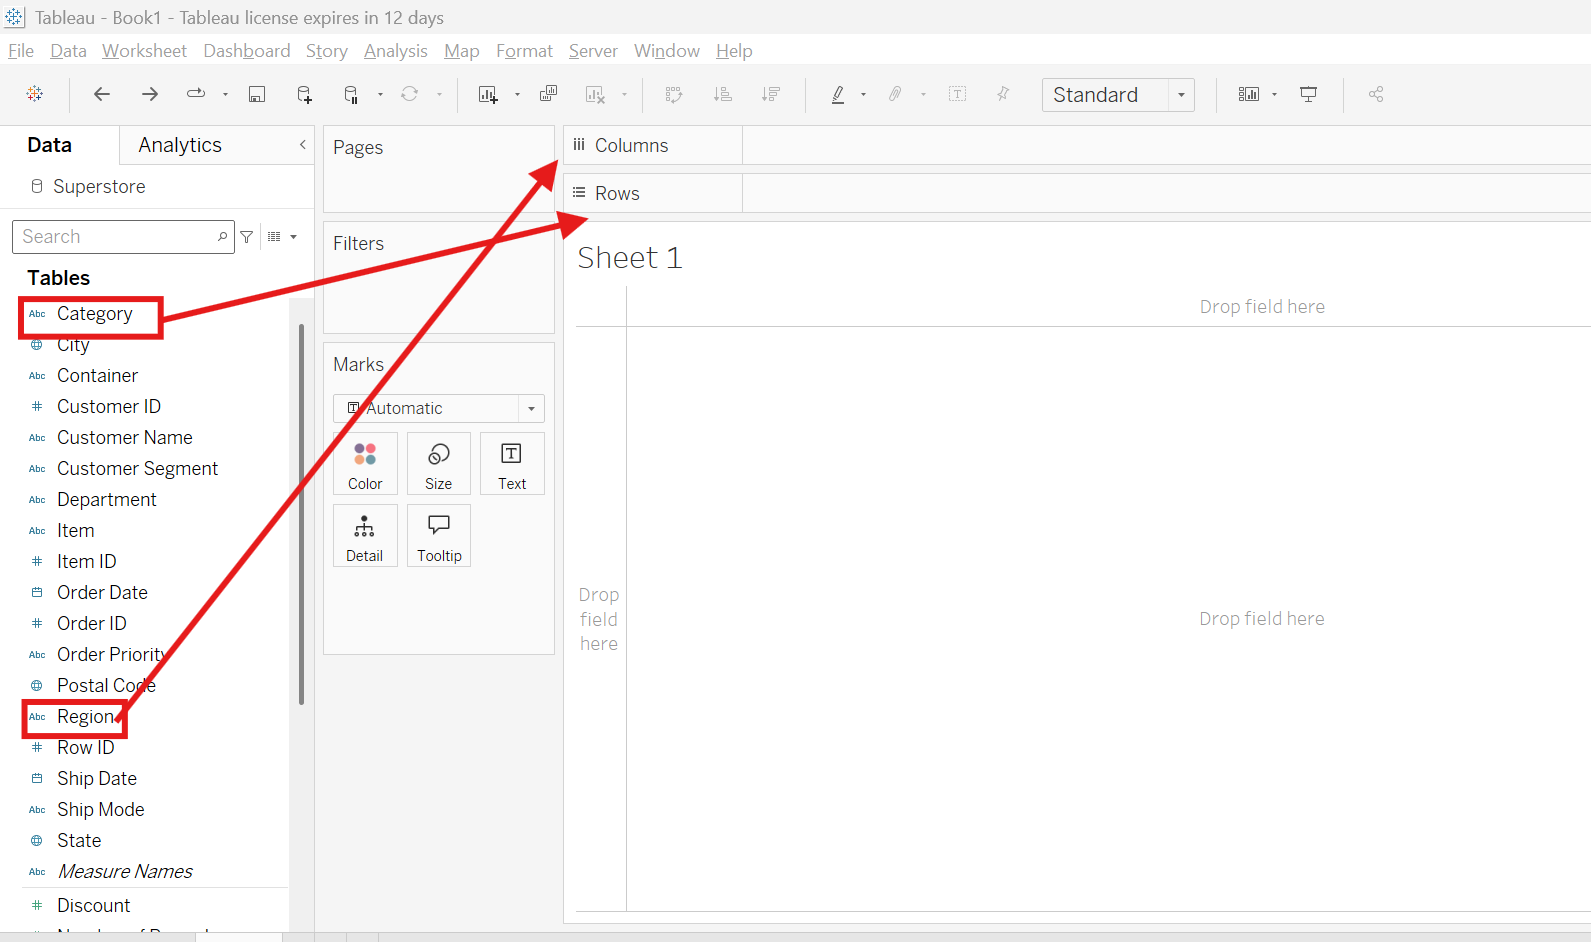 Tableau - Book1 - Tableau license expires in 12 days
File Data Worksheet Dashboard Story Analysis Map Format Server Window Help
Standard
Data Analytics
Superstore
Search
Tables
Abc Category
City
Abc Container
# Customer ID
Abc Customer Name
Abc Customer Segment
Abc Department
Abc Item
# Item ID
Order Date
# Order ID
Abc Order Priority
Postal Code
Abc Region
# Row ID
Ship Date
Abc Ship Mode
State
Abc Measure Names
# Discount
Pages
Filters
Marks
T Automatic
Color Size T Text
Detail Tooltip
Columns
Rows
Sheet 1
Drop field here
Drop
field
here
Drop field here